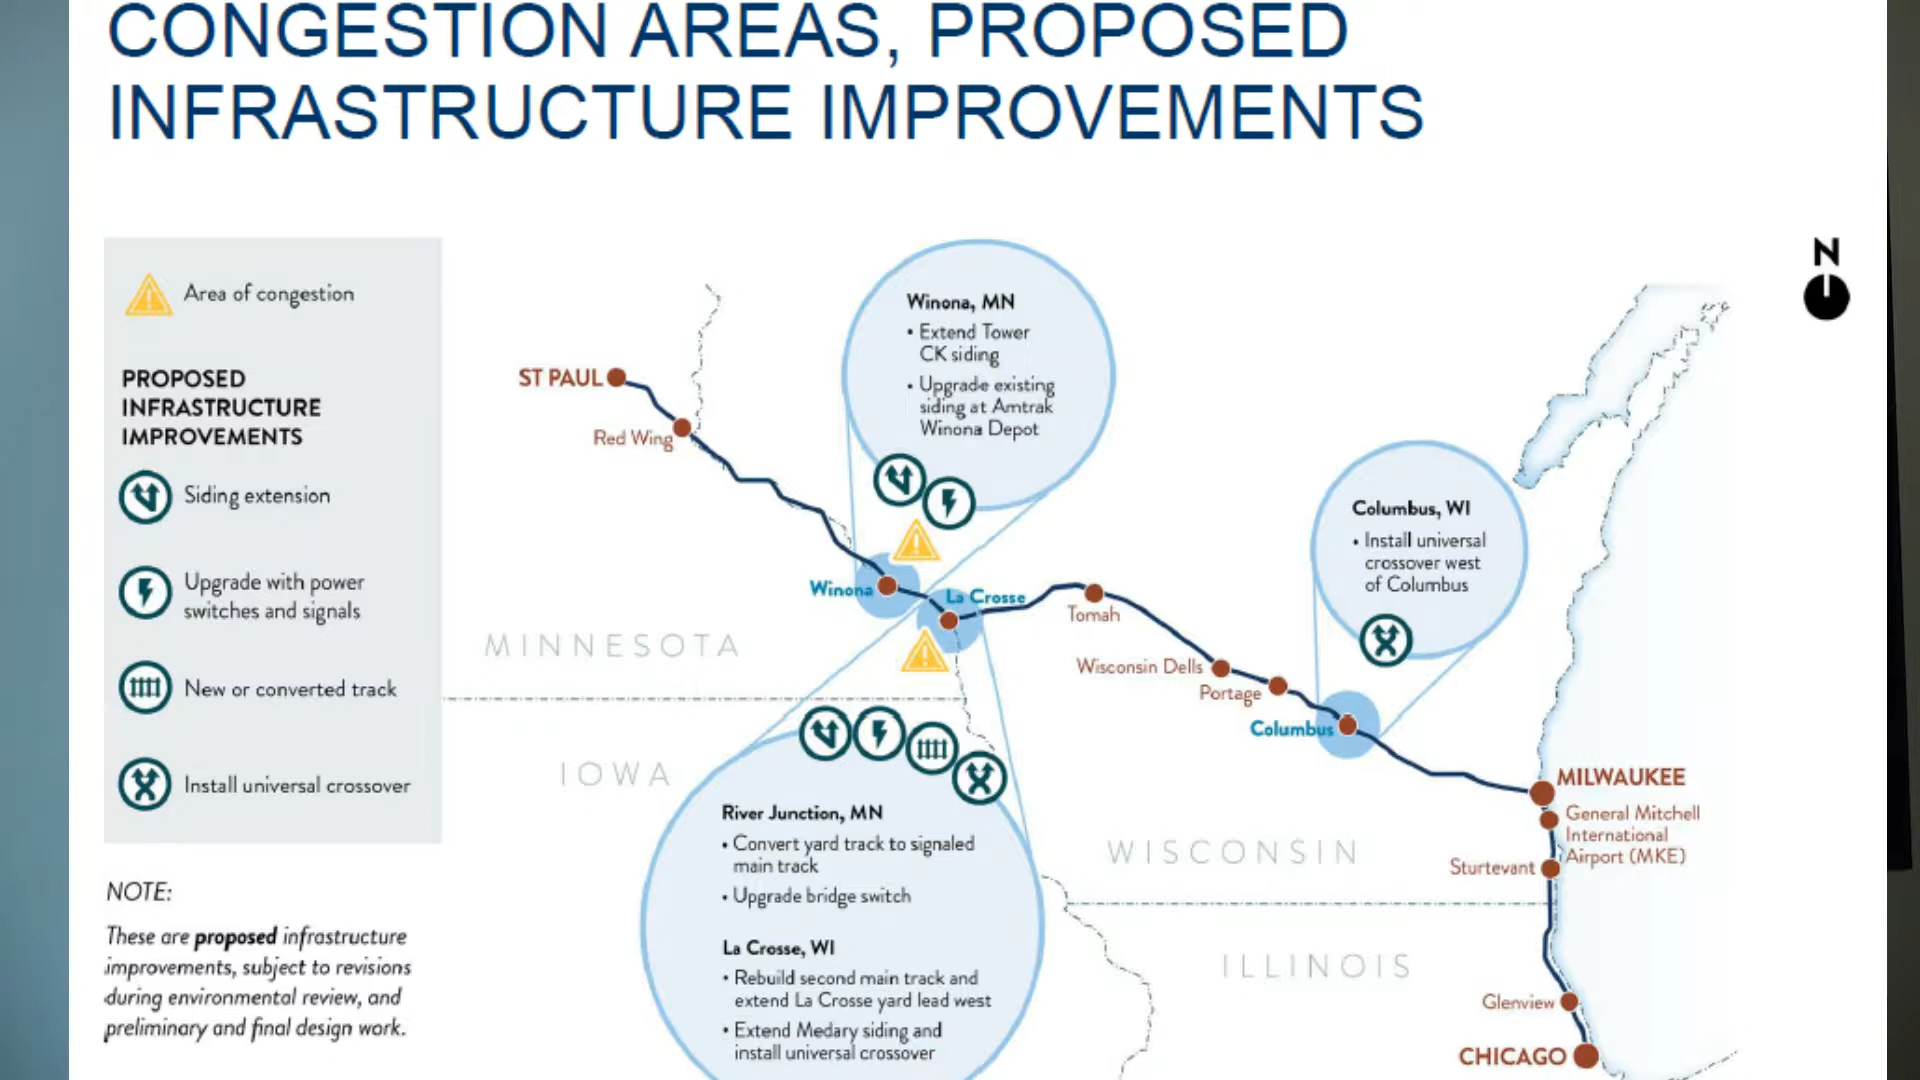 CONGESTION AREAS, PROPOSED
INFRASTRUCTURE IMPROVEMENTS
Area of congestion
PROPOSED
INFRASTRUCTURE
IMPROVEMENTS
Siding extension
Upgrade with power
switches and signals
New or converted track
Install universal crossover
NOTE:
These are proposed infrastructure
improvements, subject to revisions
during environmental review, and
preliminary and final design work.
N
Winona, MN
• Extend Tower
CK siding
• Upgrade existing
siding at Amtrak
Winona Depot
Columbus, WI
• Install universal
crossover west
of Columbus
ST PAUL
Red Wing
Winona
La Crosse
Tomah
Wisconsin Dells
Portage
Columbus
MILWAUKEE
General Mitchell
International
Airport (MKE)
Sturtevant
Glenview
CHICAGO
MINNESOTA
IOWA
WISCONSIN
ILLINOIS
River Junction, MN
• Convert yard track to signaled
main track
• Upgrade bridge switch
La Crosse, WI
• Rebuild second main track and
extend La Crosse yard lead west
• Extend Medary siding and
install universal crossover